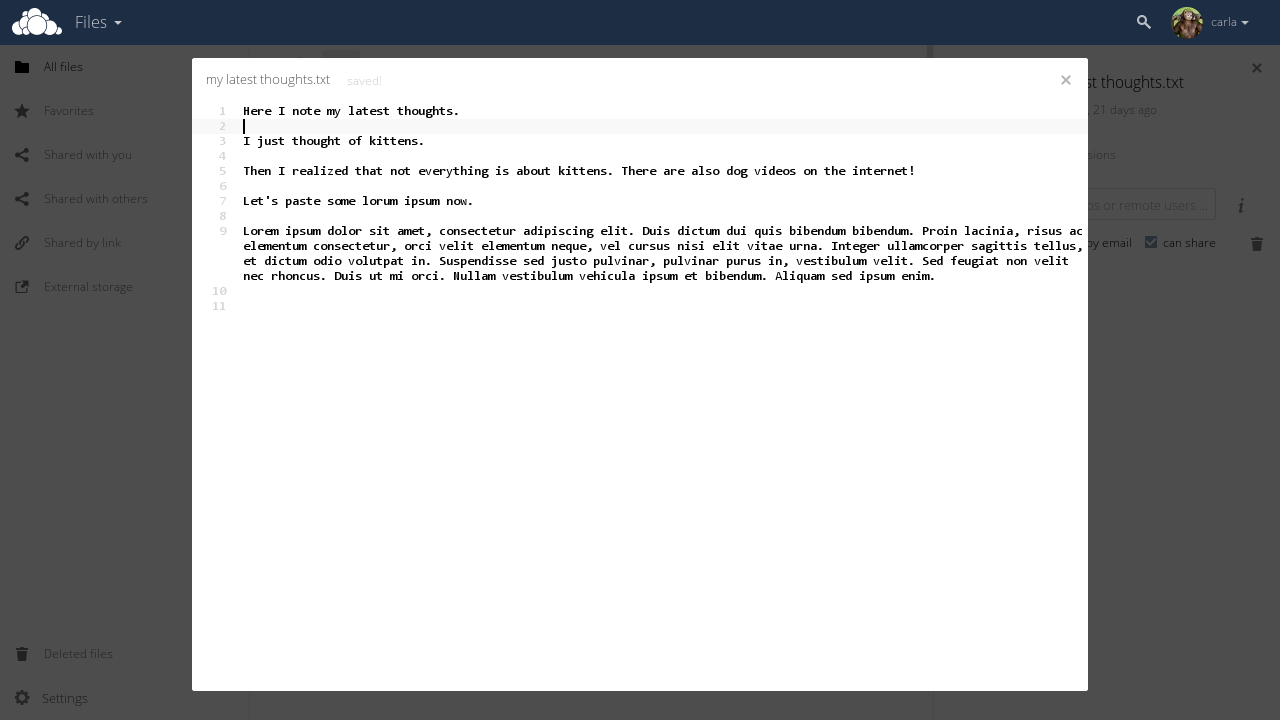 Files
carla
All files
Favorites
Shared with you
Shared with others
Shared by link
External storage
Deleted files
Settings
my latest thoughts.txt saved!
1 Here I note my latest thoughts.
2
3 I just thought of kittens.
4
5 Then I realized that not everything is about kittens. There are also dog videos on the internet!
6
7 Let's paste some lorum ipsum now.
8
9 Lorem ipsum dolor sit amet, consectetur adipiscing elit. Duis dictum dui quis bibendum bibendum. Proin lacinia, risus ac
elementum consectetur, orci velit elementum neque, vel cursus nisi elit vitae urna. Integer ullamcorper sagittis tellus,
et dictum odio volutpat in. Suspendisse sed justo pulvinar, pulvinar purus in, vestibulum velit. Sed feugiat non velit
nec rhoncus. Duis ut mi orci. Nullam vestibulum vehicula ipsum et bibendum. Aliquam sed ipsum enim.
10
11
thoughts.txt
, 21 days ago
or remote users ...
by email can share